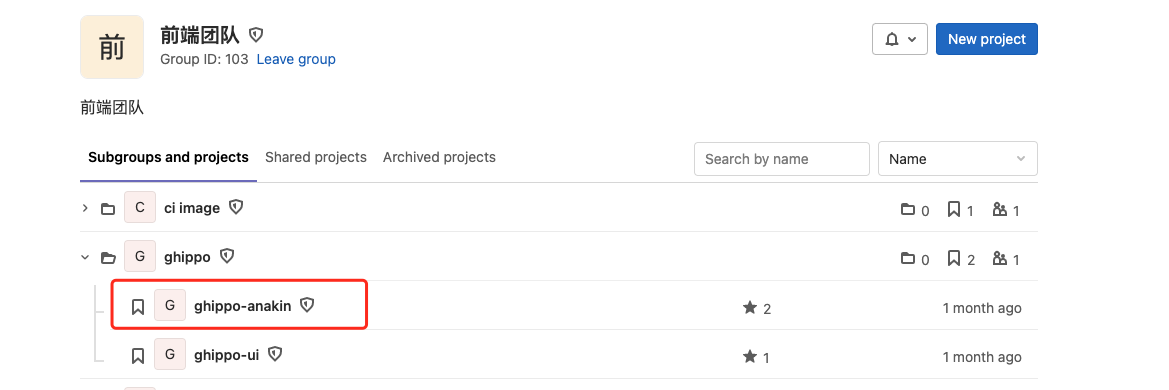 前
前端团队
Group ID: 103 Leave group
New project
前端团队
Subgroups and projects Shared projects Archived projects
Search by name
Name
C ci image 0 1 1
G ghippo 0 2 1
G ghippo-anakin 2 1 month ago
G ghippo-ui 1 1 month ago